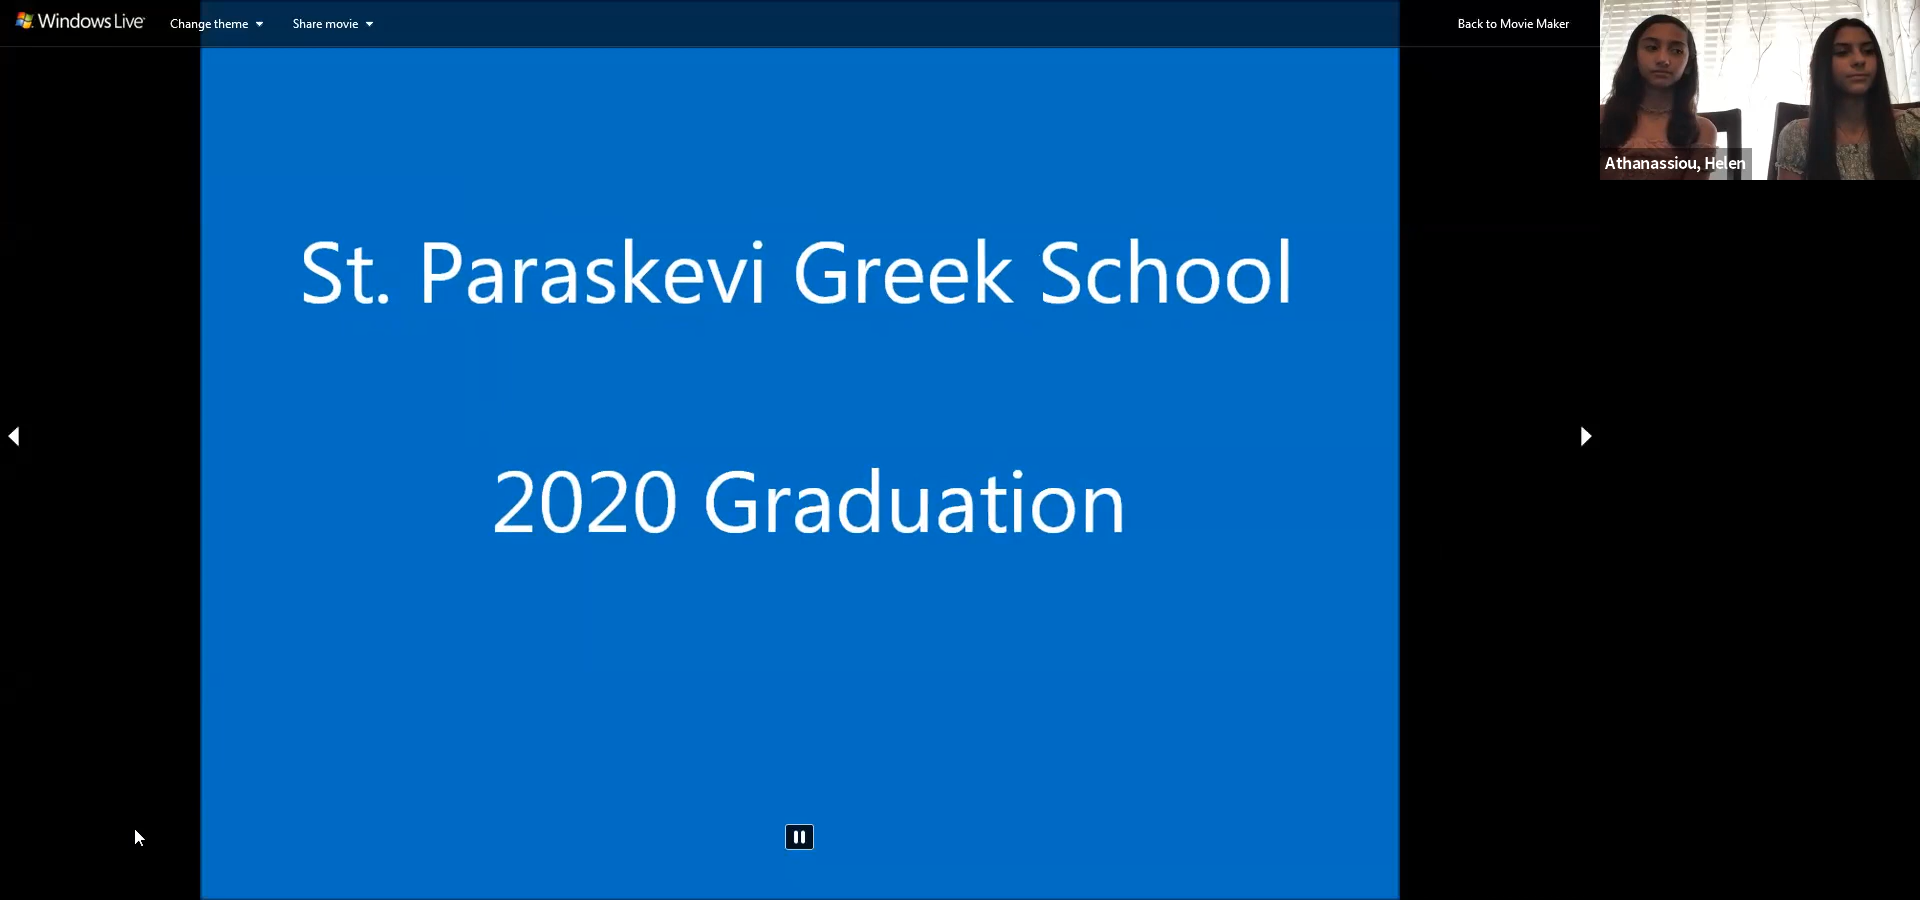 Windows Live
Change theme
Share movie
Back to Movie Maker
Athanassiou, Helen
St. Paraskevi Greek School
2020 Graduation